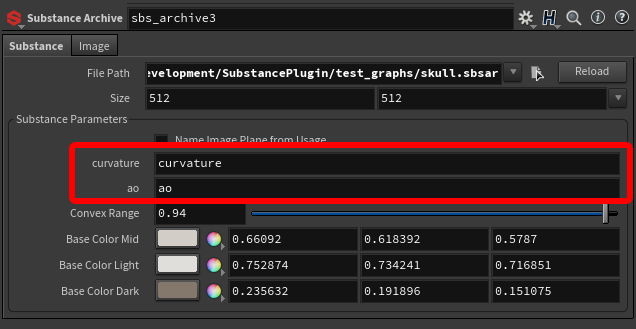 Substance Archive sbs_archive3
Substance Image
File Path evelopment/SubstancePlugin/test_graphs/skull.sbsar Reload
Size 512 512
Substance Parameters
Name Image Plane from Usage
curvature curvature
ao ao
Convex Range 0.94
Base Color Mid 0.66092 0.618392 0.5787
Base Color Light 0.752874 0.734241 0.716851
Base Color Dark 0.235632 0.191896 0.151075